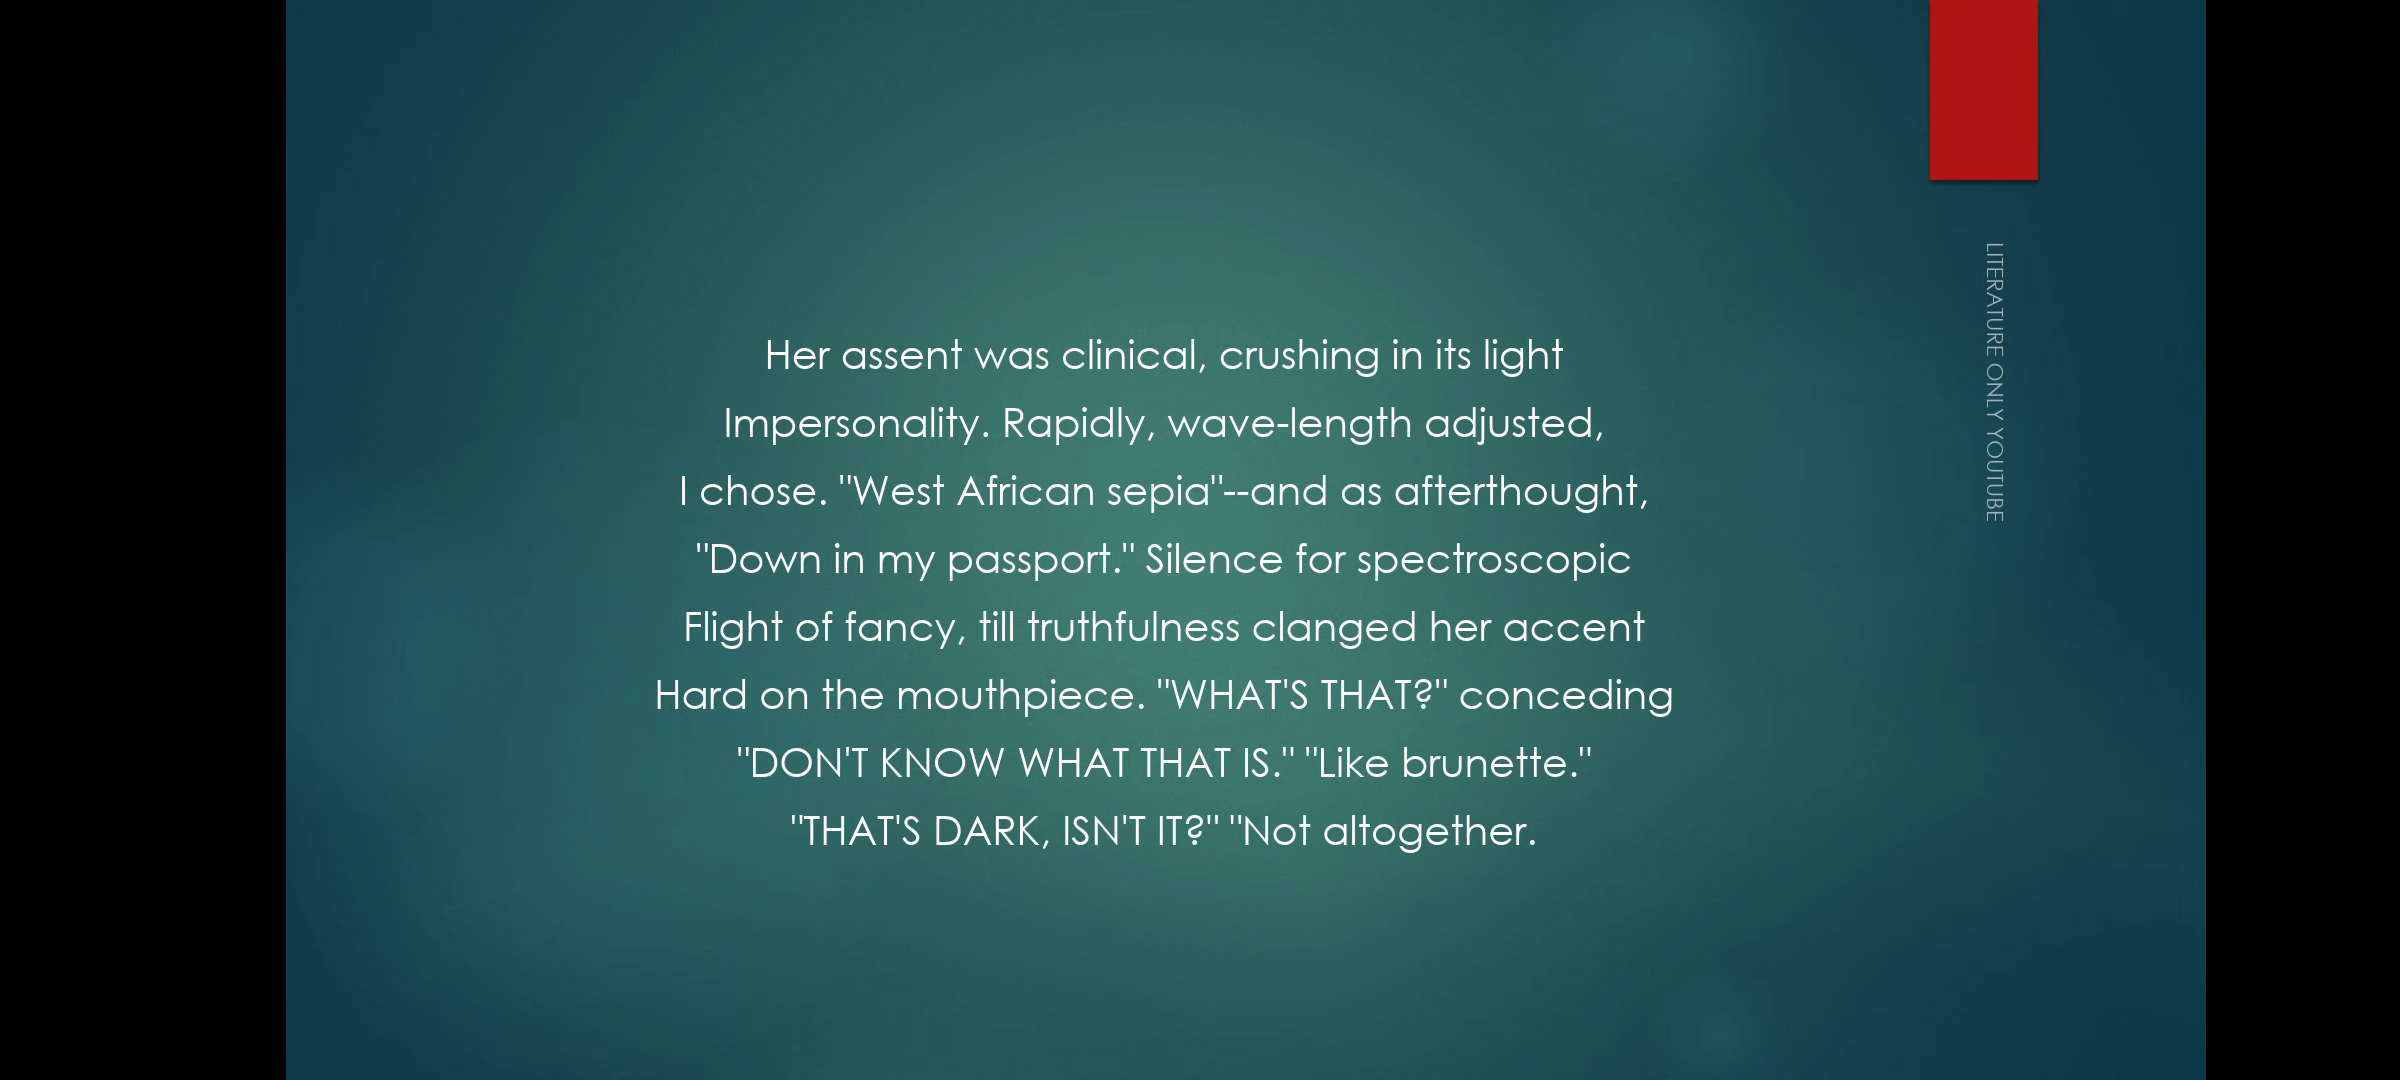 Her assent was clinical, crushing in its light
Impersonality. Rapidly, wave-length adjusted,
I chose. "West African sepia"--and as afterthought,
"Down in my passport." Silence for spectroscopic
Flight of fancy, till truthfulness clanged her accent
Hard on the mouthpiece. "WHAT'S THAT?" conceding
"DON'T KNOW WHAT THAT IS." "Like brunette."
"THAT'S DARK, ISN'T IT?" "Not altogether.
LITERATURE ONLY YOUTUBE